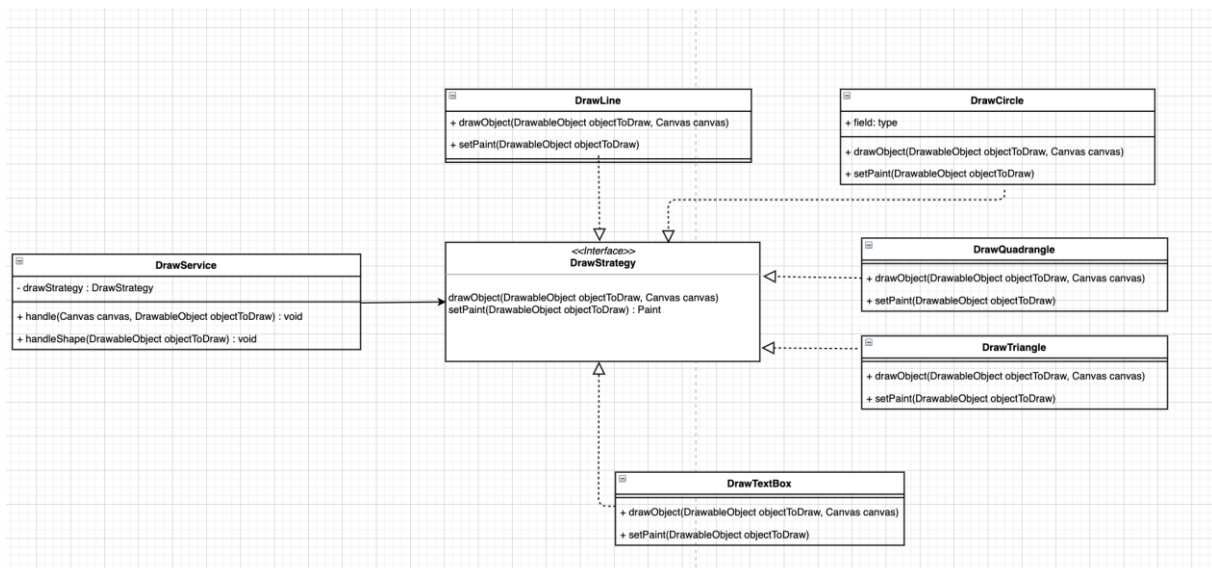 DrawLine
+ drawObject(DrawableObject objectToDraw, Canvas canvas)
+ setPaint(DrawableObject objectToDraw)
DrawCircle
+ field: type
+ drawObject(DrawableObject objectToDraw, Canvas canvas)
+ setPaint(DrawableObject objectToDraw)
DrawService
- drawStrategy : DrawStrategy
+ handle(Canvas canvas, DrawableObject objectToDraw) : void
+ handleShape(DrawableObject objectToDraw) : void
<<Interface>>
DrawStrategy
drawObject(DrawableObject objectToDraw, Canvas canvas)
setPaint(DrawableObject objectToDraw) : Paint
DrawQuadrangle
+ drawObject(DrawableObject objectToDraw, Canvas canvas)
+ setPaint(DrawableObject objectToDraw)
DrawTriangle
+ drawObject(DrawableObject objectToDraw, Canvas canvas)
+ setPaint(DrawableObject objectToDraw)
DrawTextBox
+ drawObject(DrawableObject objectToDraw, Canvas canvas)
+ setPaint(DrawableObject objectToDraw)